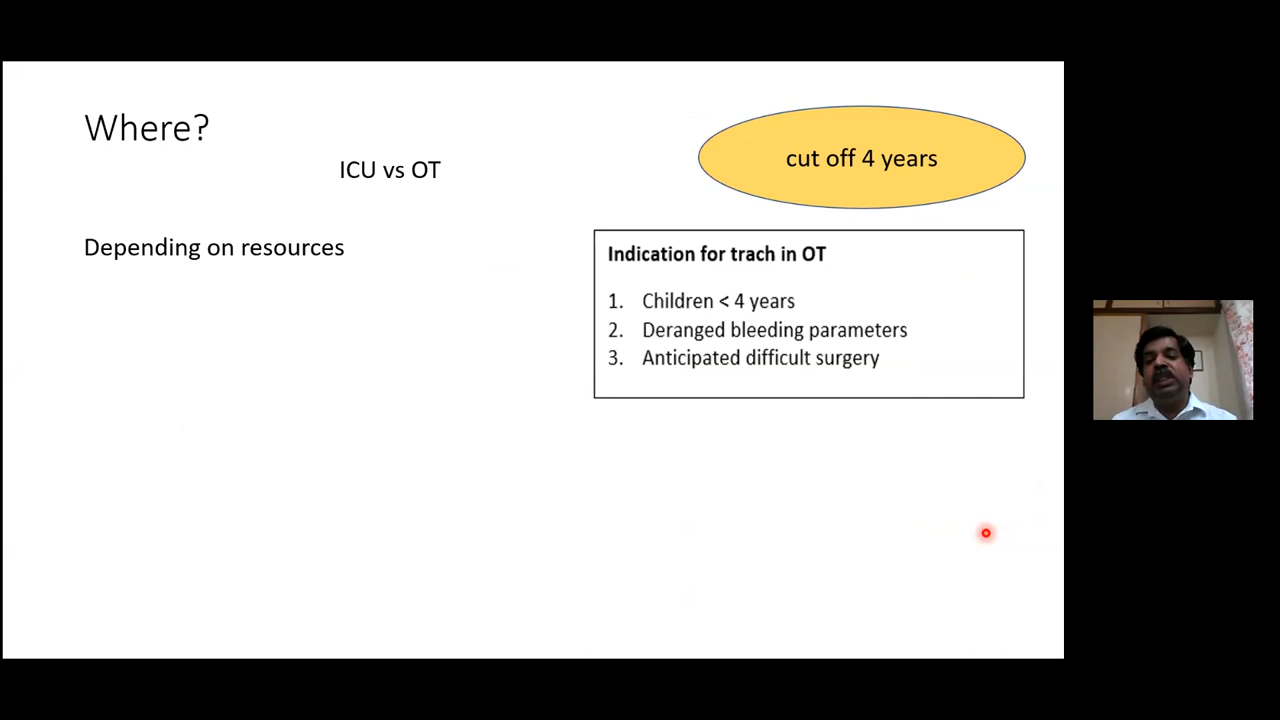 Where?
ICU vs OT
cut off 4 years
Depending on resources
Indication for trach in OT
1. Children < 4 years
2. Deranged bleeding parameters
3. Anticipated difficult surgery